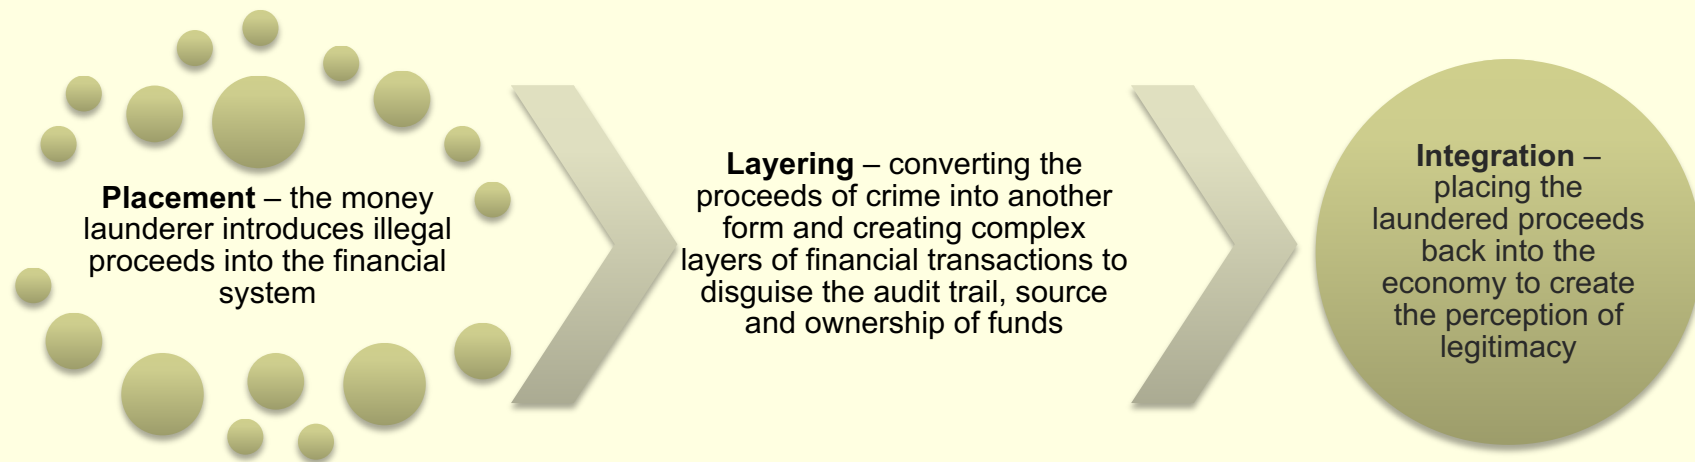 Placement – the money
launderer introduces illegal
proceeds into the financial
system
Layering – converting the
proceeds of crime into another
form and creating complex
layers of financial transactions to
disguise the audit trail, source
and ownership of funds
Integration –
placing the
laundered proceeds
back into the
economy to create
the perception of
legitimacy